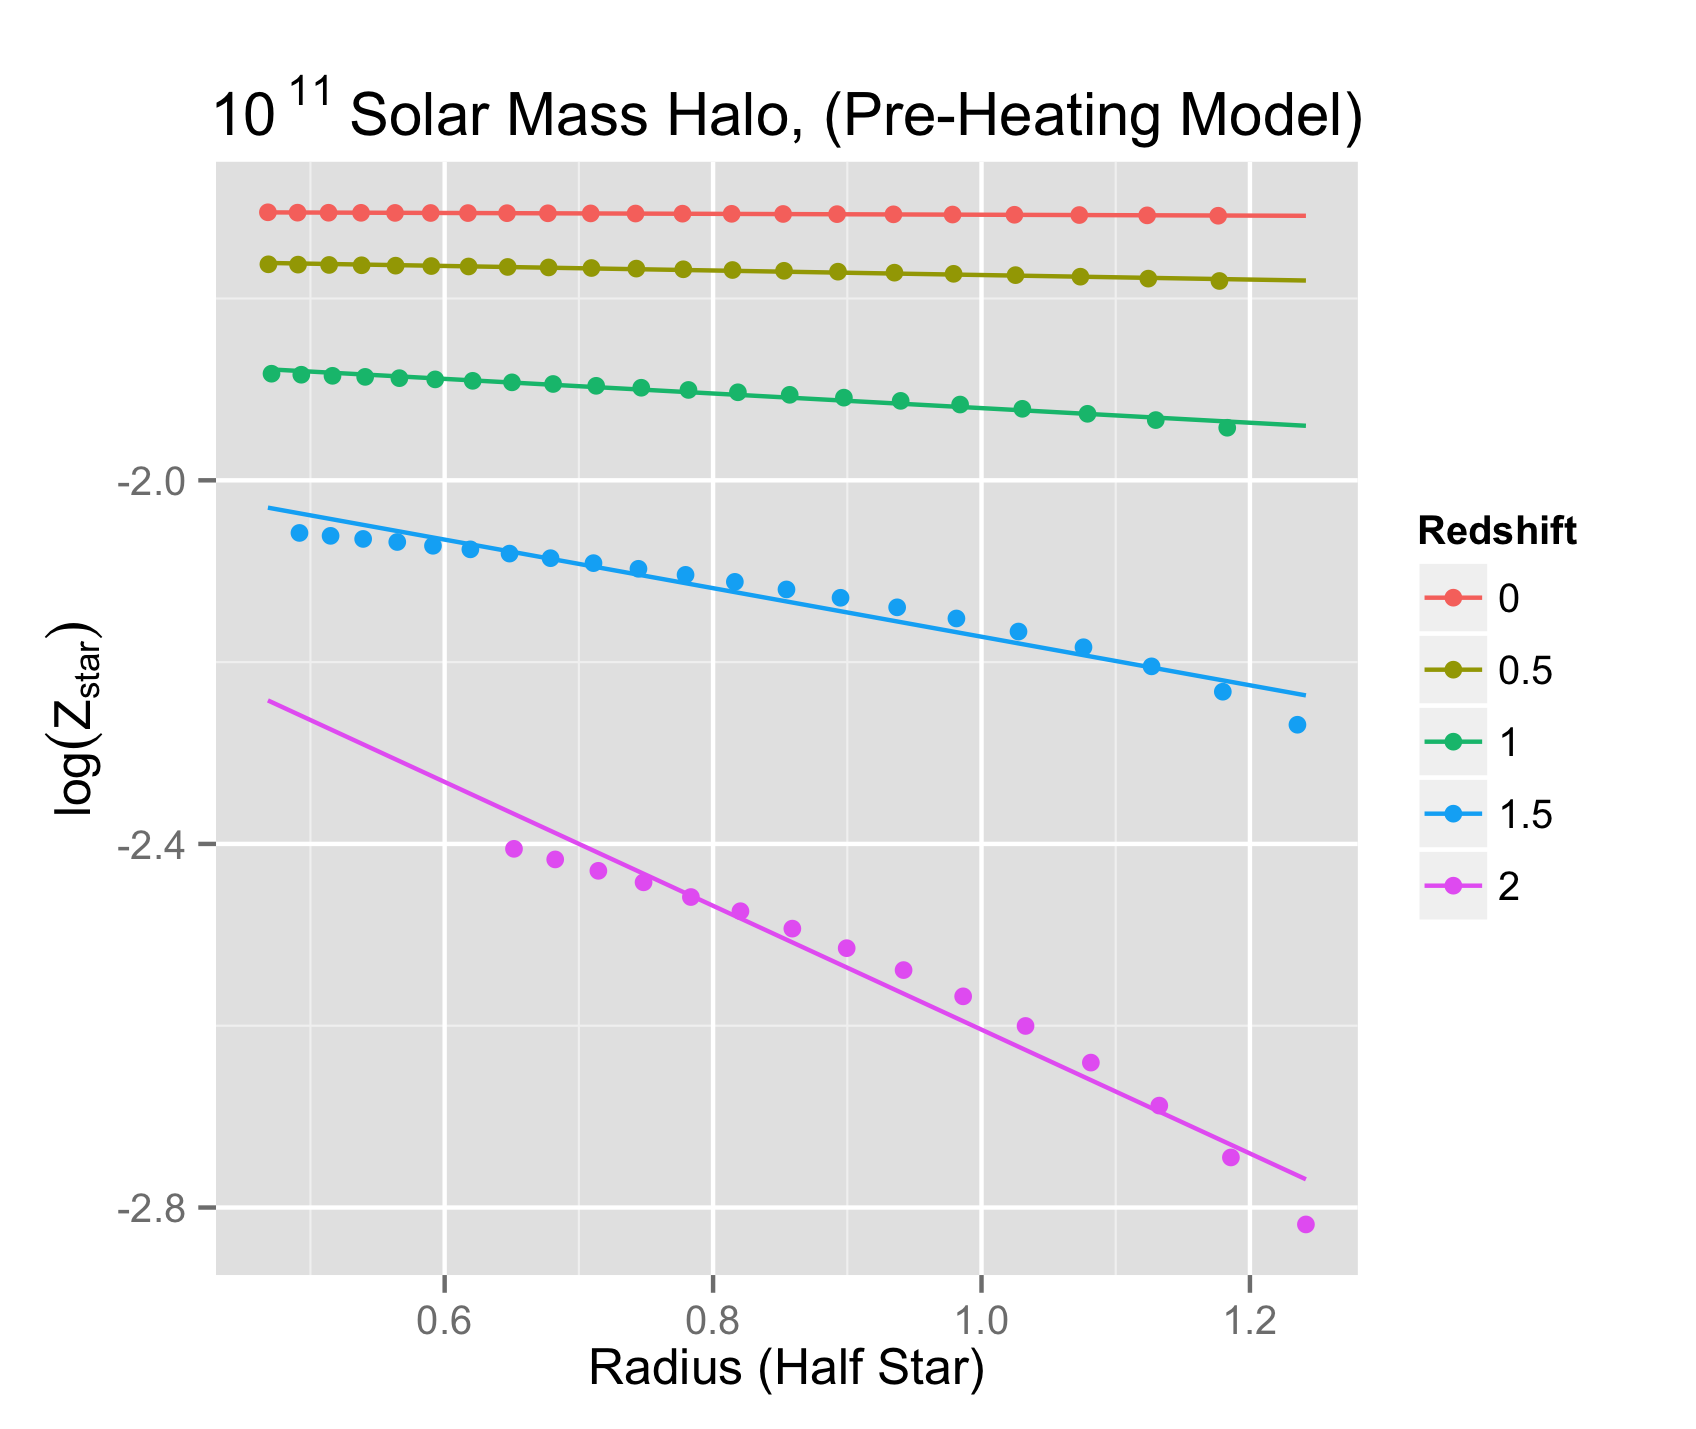 10^11 Solar Mass Halo, (Pre-Heating Model)
-2.0
-2.4
-2.8
log(Z_star)
0.6 0.8 1.0 1.2
Radius (Half Star)
Redshift
0
0.5
1
1.5
2